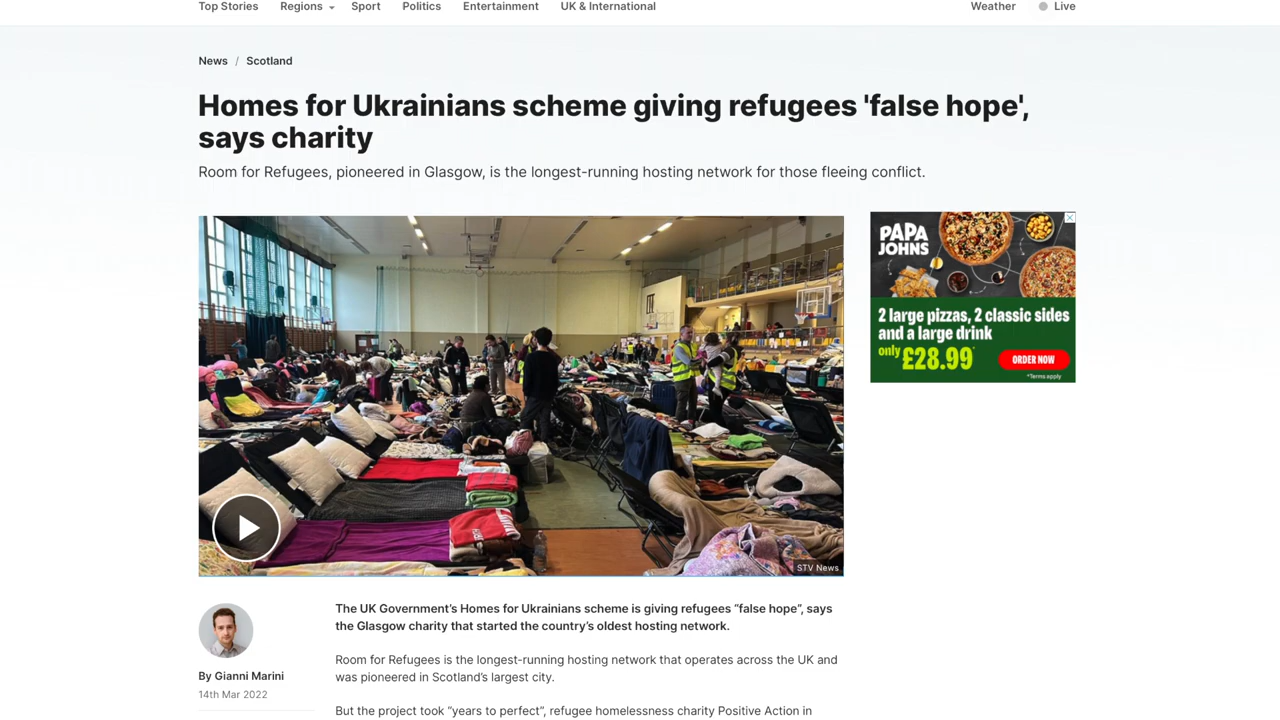 Top Stories Regions Sport Politics Entertainment UK & International Weather Live
News / Scotland
Homes for Ukrainians scheme giving refugees 'false hope',
says charity
Room for Refugees, pioneered in Glasgow, is the longest-running hosting network for those fleeing conflict.
STV News
PAPA
JOHNS
2 large pizzas, 2 classic sides
and a large drink
only £28.99*
ORDER NOW
*Terms apply
By Gianni Marini
14th Mar 2022
The UK Government’s Homes for Ukrainians scheme is giving refugees “false hope”, says
the Glasgow charity that started the country’s oldest hosting network.
Room for Refugees is the longest-running hosting network that operates across the UK and
was pioneered in Scotland’s largest city.
But the project took “years to perfect”, refugee homelessness charity Positive Action in